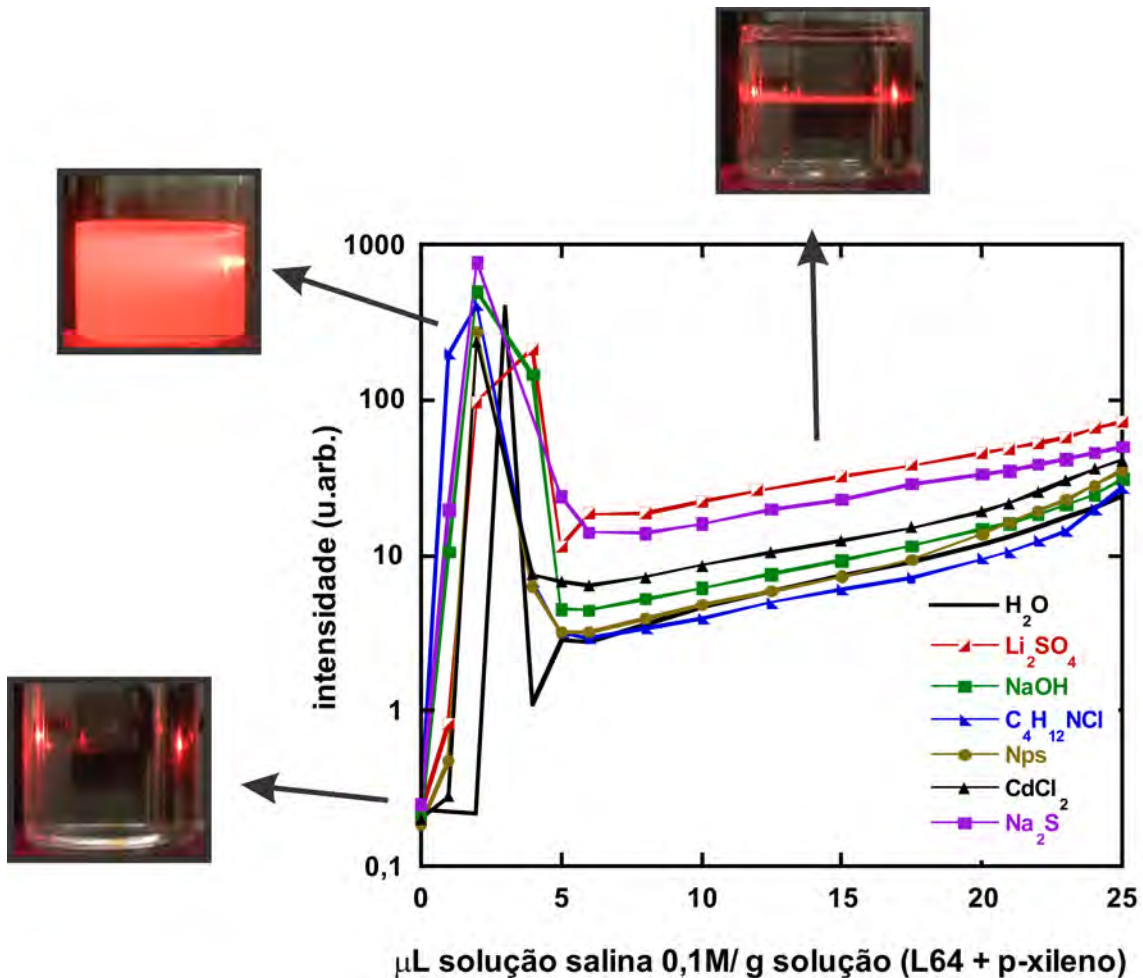 1000
100
10
1
0,1
intensidade (u.arb.)
H₂O
Li₂SO₄
NaOH
C₄H₁₂NCl
Nps
CdCl₂
Na₂S
0 5 10 15 20 25
μL solução salina 0,1M/ g solução (L64 + p-xileno)